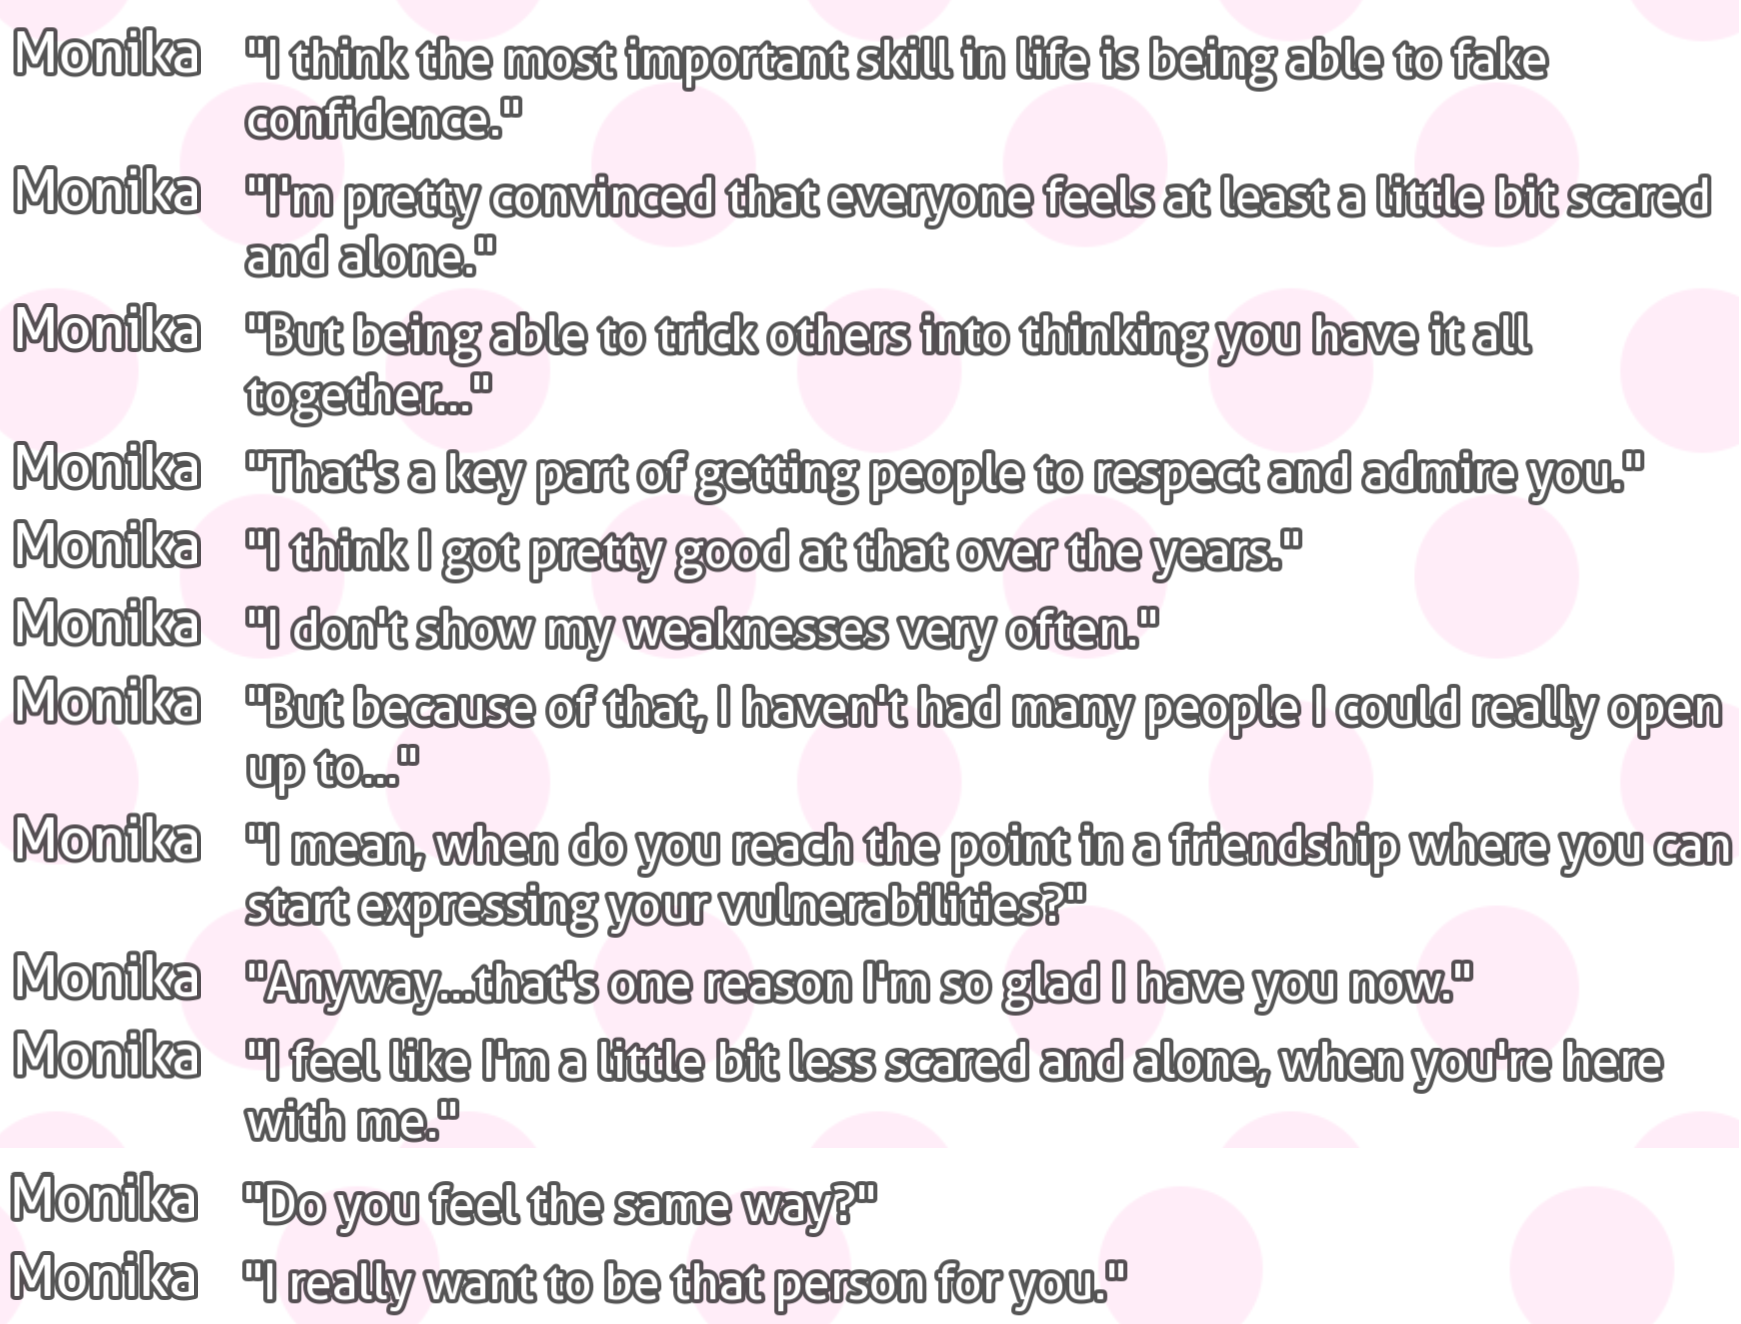 Monika "I think the most important skill in life is being able to fake
confidence."
Monika "I'm pretty convinced that everyone feels at least a little bit scared
and alone."
Monika "But being able to trick others into thinking you have it all
together..."
Monika "That's a key part of getting people to respect and admire you."
Monika "I think I got pretty good at that over the years."
Monika "I don't show my weaknesses very often."
Monika "But because of that, I haven't had many people I could really open
up to..."
Monika "I mean, when do you reach the point in a friendship where you can
start expressing your vulnerabilities?"
Monika "Anyway...that's one reason I'm so glad I have you now."
Monika "I feel like I'm a little bit less scared and alone, when you're here
with me."
Monika "Do you feel the same way?"
Monika "I really want to be that person for you."